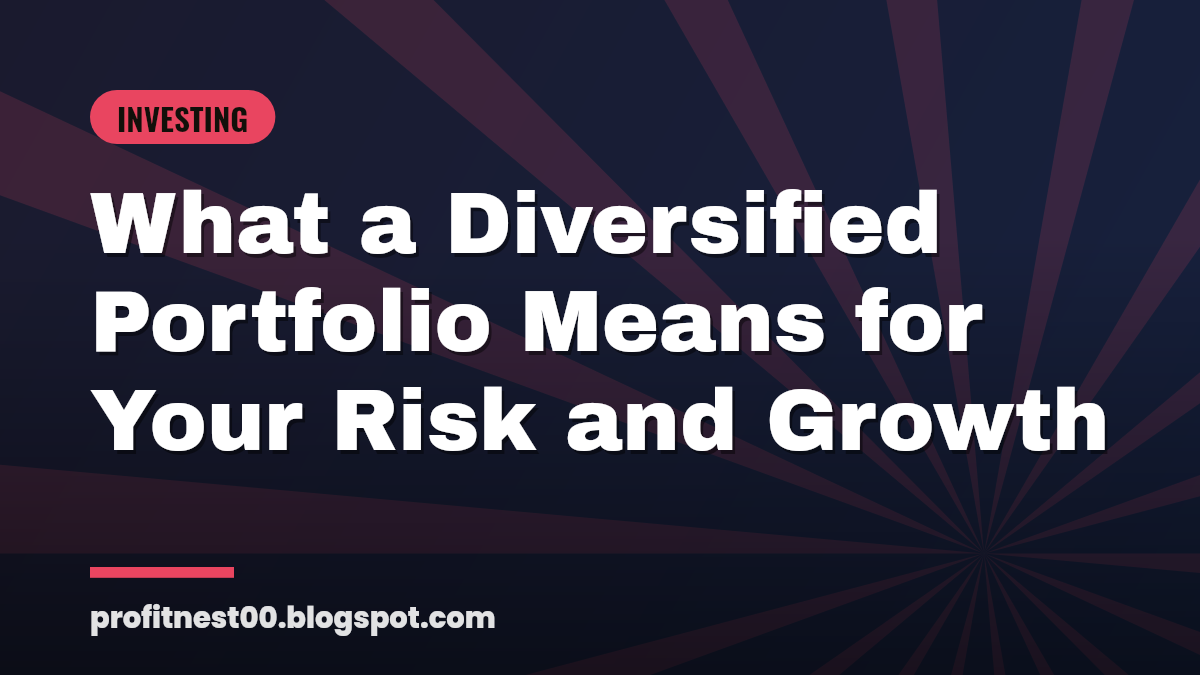 INVESTING
What a Diversified
Portfolio Means for
Your Risk and Growth
profitnest00.blogspot.com